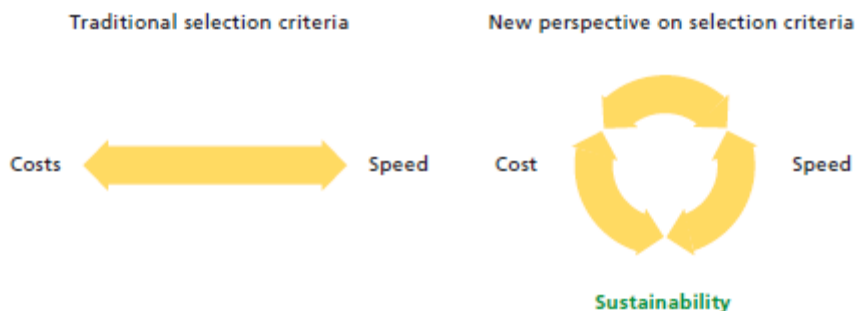 Traditional selection criteria
New perspective on selection criteria
Costs
Speed
Cost
Speed
Sustainability